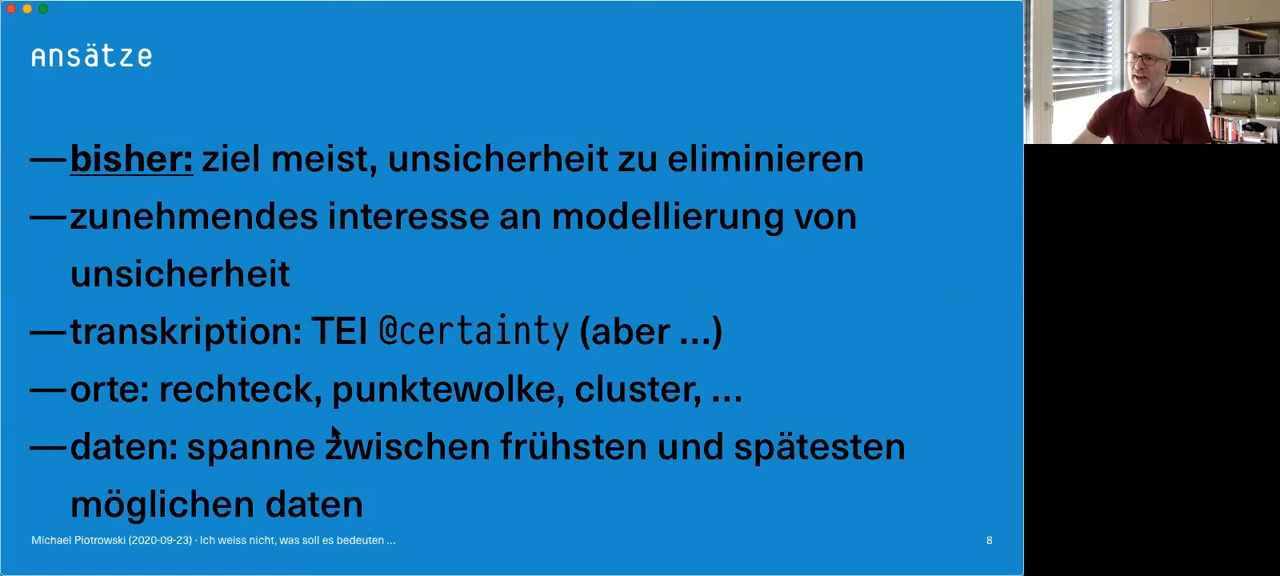 Ansätze
—bisher: ziel meist, unsicherheit zu eliminieren
—zunehmendes interesse an modellierung von
unsicherheit
—transkription: TEI @certainty (aber …)
—orte: rechteck, punktewolke, cluster, …
—daten: spanne zwischen frühsten und spätesten
möglichen daten
Michael Piotrowski (2020-09-23) · Ich weiss nicht, was soll es bedeuten …
8